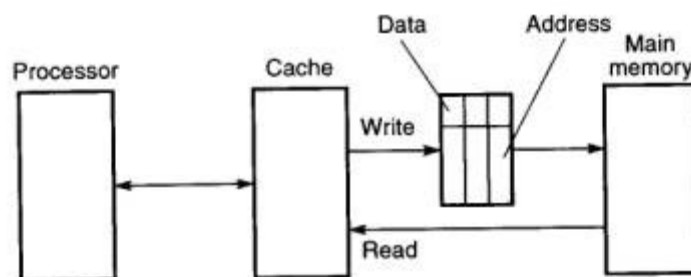 Processor
Cache
Data
Address
Main
memory
Write
Read